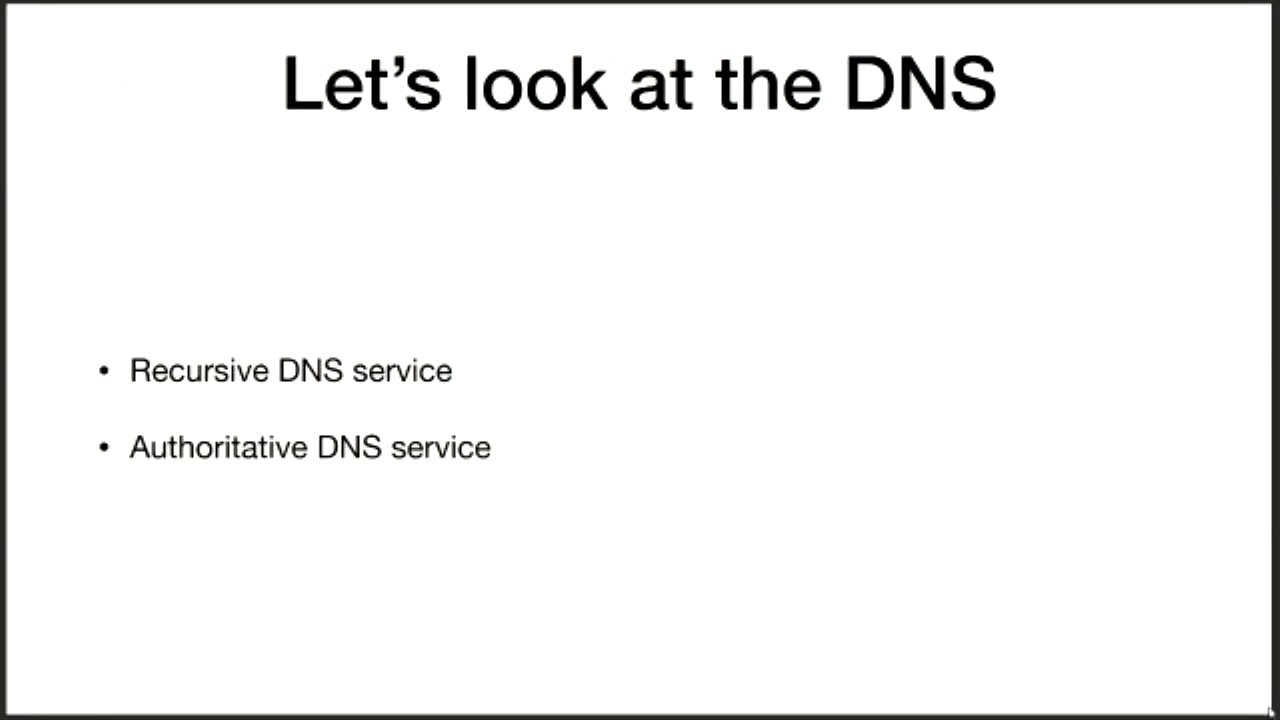 Let’s look at the DNS
• Recursive DNS service
• Authoritative DNS service